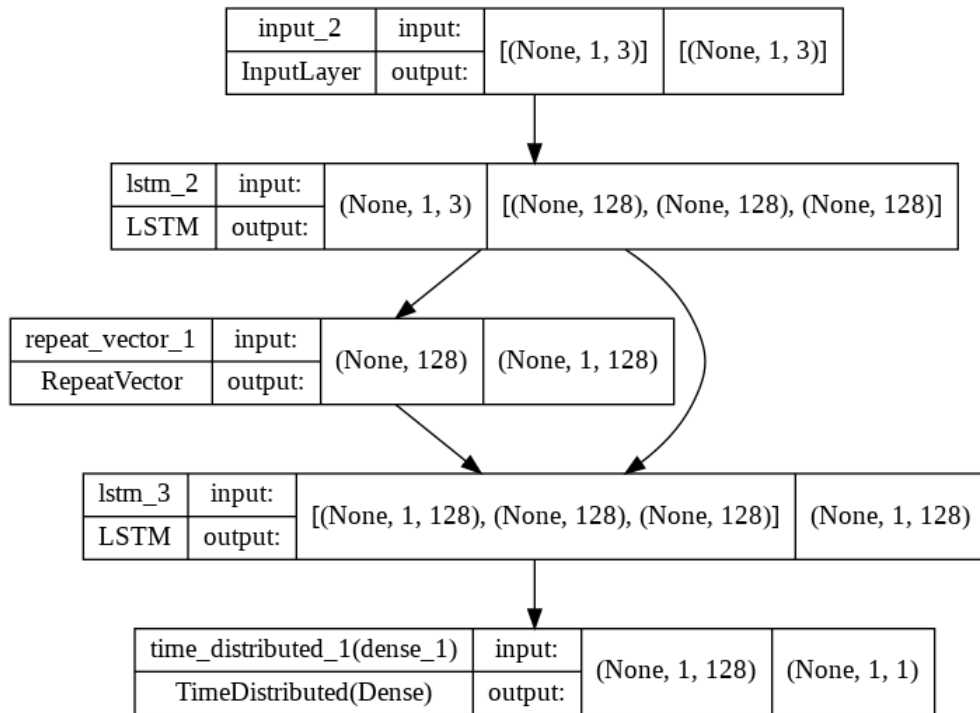 input_2 input: [(None, 1, 3)] [(None, 1, 3)]
InputLayer output:
lstm_2 input: (None, 1, 3) [(None, 128), (None, 128), (None, 128)]
LSTM output:
repeat_vector_1 input: (None, 128) (None, 1, 128)
RepeatVector output:
lstm_3 input: [(None, 1, 128), (None, 128), (None, 128)] (None, 1, 128)
LSTM output:
time_distributed_1(dense_1) input: (None, 1, 128) (None, 1, 1)
TimeDistributed(Dense) output: